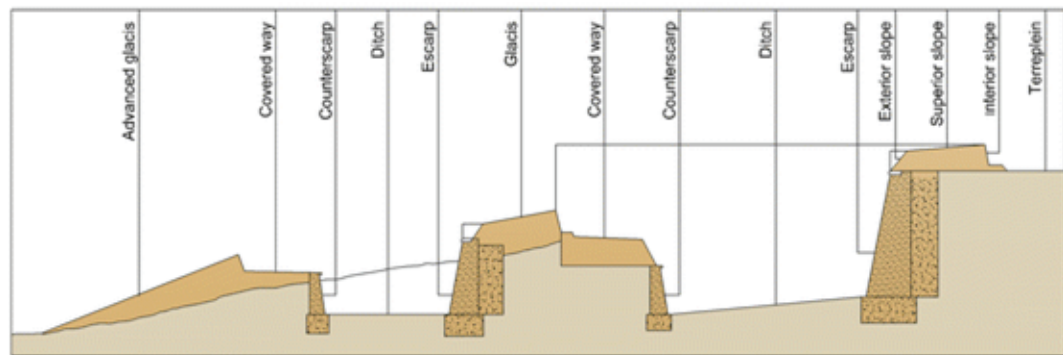 Advanced glacis
Covered way
Counterscarp
Ditch
Escarp
Glacis
Covered way
Counterscarp
Ditch
Escarp
Exterior slope
Superior slope
Interior slope
Terreplein